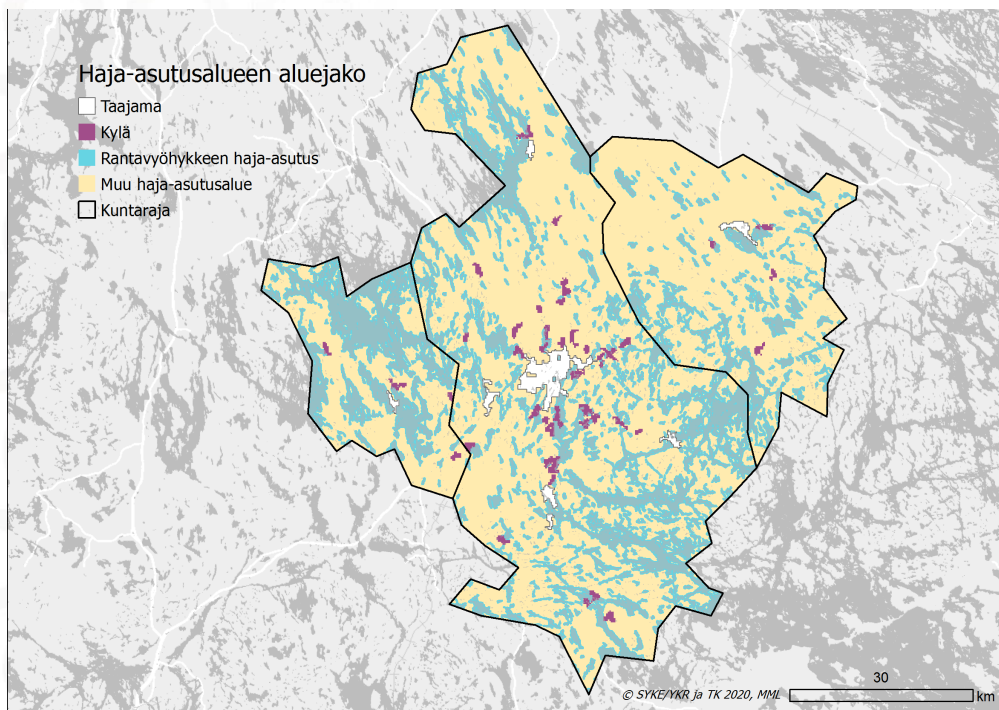 Haja-asutusalueen aluejako
Taajama
Kylä
Rantavyöhykkeen haja-asutus
Muu haja-asutusalue
Kuntaraja
30
© SYKE/YKR ja TK 2020, MML
km